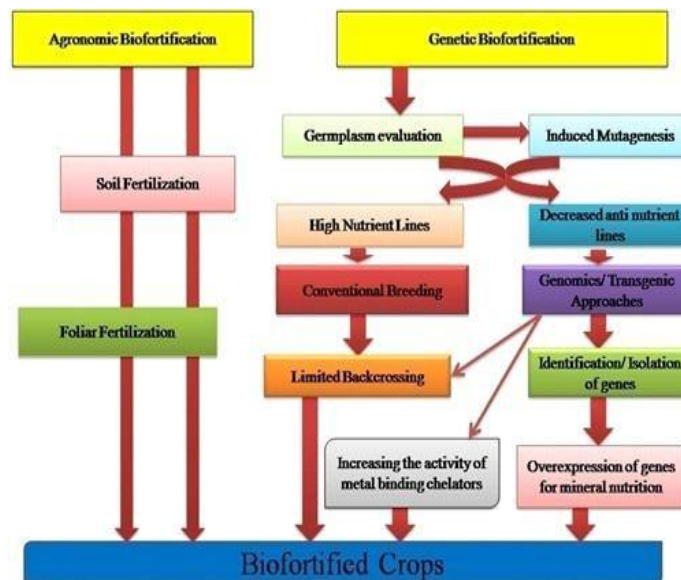 Agronomic Biofortification
Genetic Biofortification
Germplasm evaluation
Induced Mutagenesis
Soil Fertilization
High Nutrient Lines
Decreased anti nutrient
lines
Conventional Breeding
Genomics/ Transgenic
Approaches
Foliar Fertilization
Limited Backcrossing
Identification/ Isolation
of genes
Increasing the activity of
metal binding chelators
Overexpression of genes
for mineral nutrition
Biofortified Crops